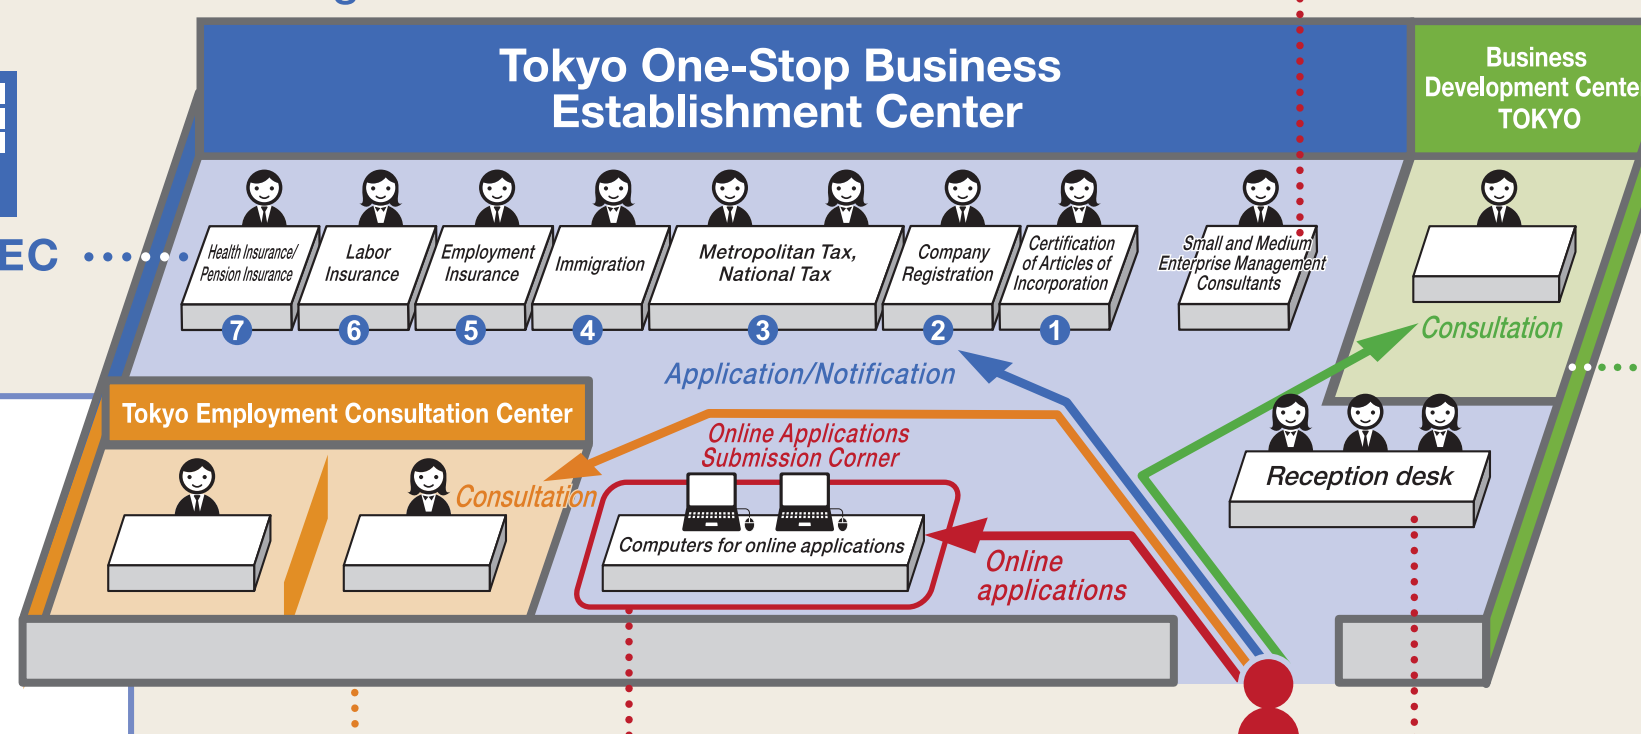 Tokyo One-Stop Business
Establishment Center
Business
Development Cente
TOKYO
EC
Health Insurance/
Pension Insurance
Labor
Insurance
Employment
Insurance
Immigration
Metropolitan Tax,
National Tax
Company
Registration
Certification
of Articles of
Incorporation
Small and Medium
Enterprise Management
Consultants
7
6
5
4
3
2
1
Consultation
Application/Notification
Tokyo Employment Consultation Center
Online Applications
Submission Corner
Consultation
Reception desk
Computers for online applications
Online
applications